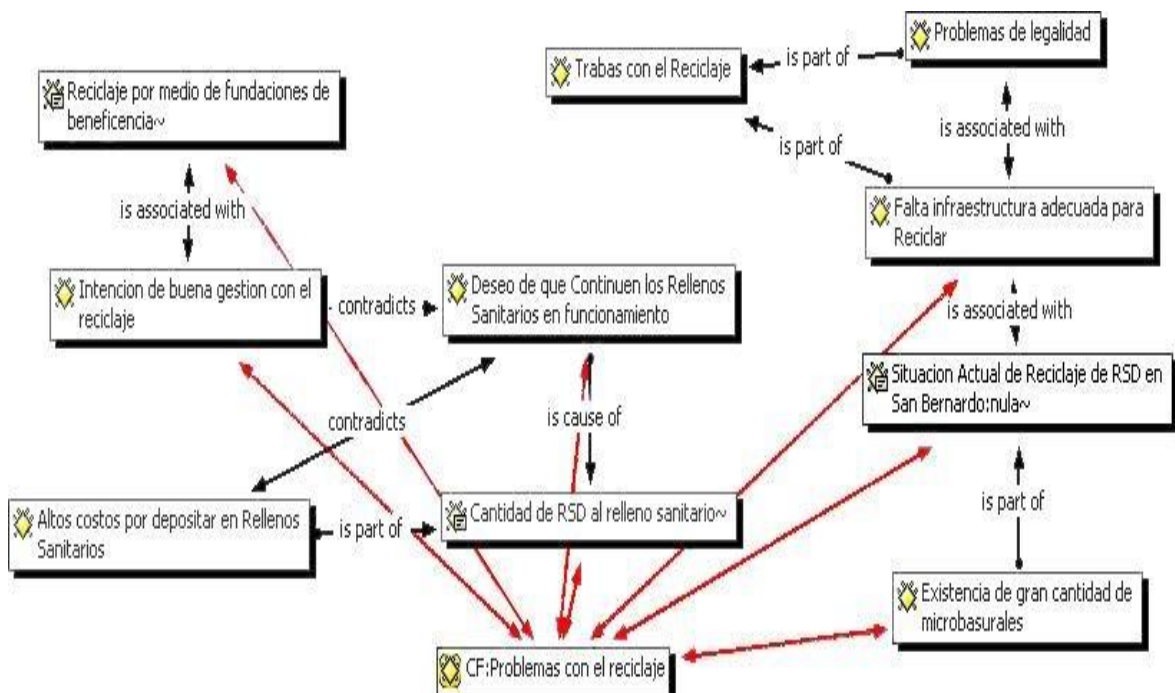 Problemas de legalidad
is part of
Trabas con el Reciclaje
Reciclaje por medio de fundaciones de
beneficencia~
is associated with
is part of
Falta infraestructura adecuada para
Reciclar
is associated with
Intencion de buena gestion con el
reciclaje
contradicts
Deseo de que Continuen los Rellenos
Sanitarios en funcionamiento
is associated with
Situacion Actual de Reciclaje de RSD en
San Bernardo:nula~
contradicts
is cause of
is part of
Altos costos por depositar en Rellenos
Sanitarios
is part of
Cantidad de RSD al relleno sanitario~
Existencia de gran cantidad de
microbasurales
CF:Problemas con el reciclaje